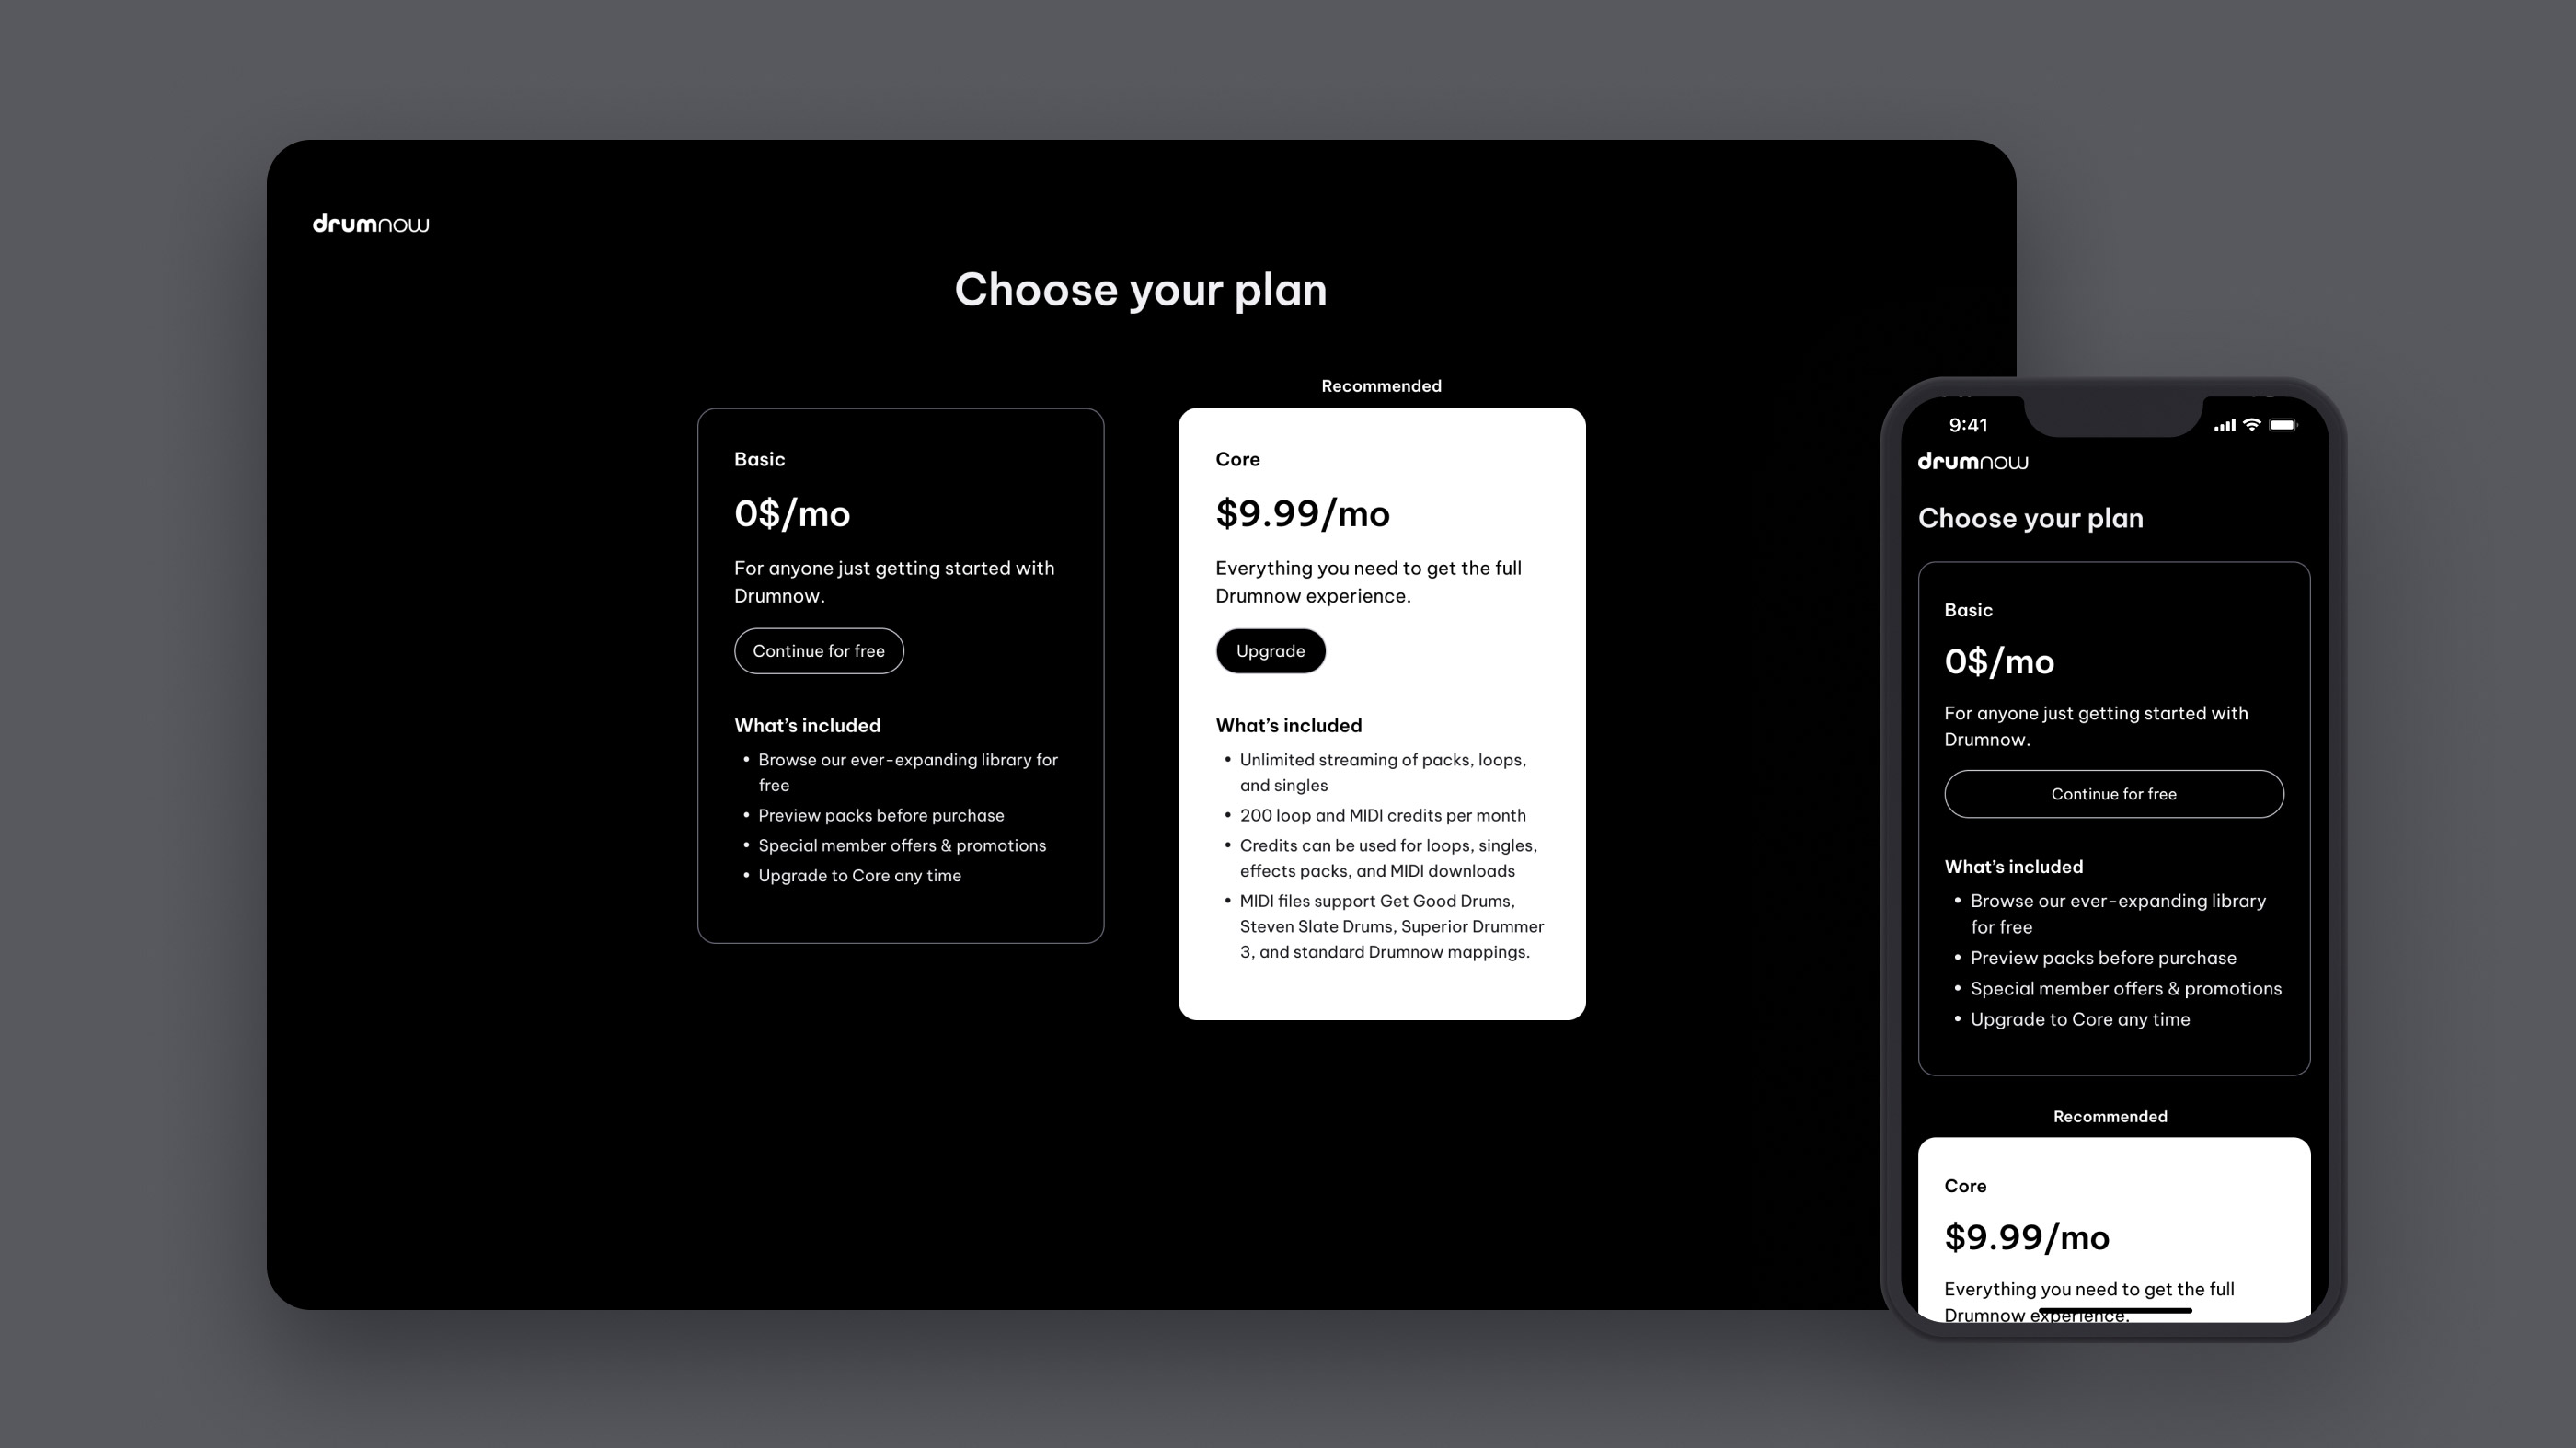 drumnow
Choose your plan
Basic
0$/mo
For anyone just getting started with
Drumnow.
Continue for free
What’s included
• Browse our ever-expanding library for
free
• Preview packs before purchase
• Special member offers & promotions
• Upgrade to Core any time
Recommended
Core
$9.99/mo
Everything you need to get the full
Drumnow experience.
Upgrade
What’s included
• Unlimited streaming of packs, loops,
and singles
• 200 loop and MIDI credits per month
• Credits can be used for loops, singles,
effects packs, and MIDI downloads
• MIDI files support Get Good Drums,
Steven Slate Drums, Superior Drummer
3, and standard Drumnow mappings.
9:41
drumnow
Choose your plan
Basic
0$/mo
For anyone just getting started with
Drumnow.
Continue for free
What’s included
• Browse our ever-expanding library
for free
• Preview packs before purchase
• Special member offers & promotions
• Upgrade to Core any time
Recommended
Core
$9.99/mo
Everything you need to get the full
Drumnow experience.